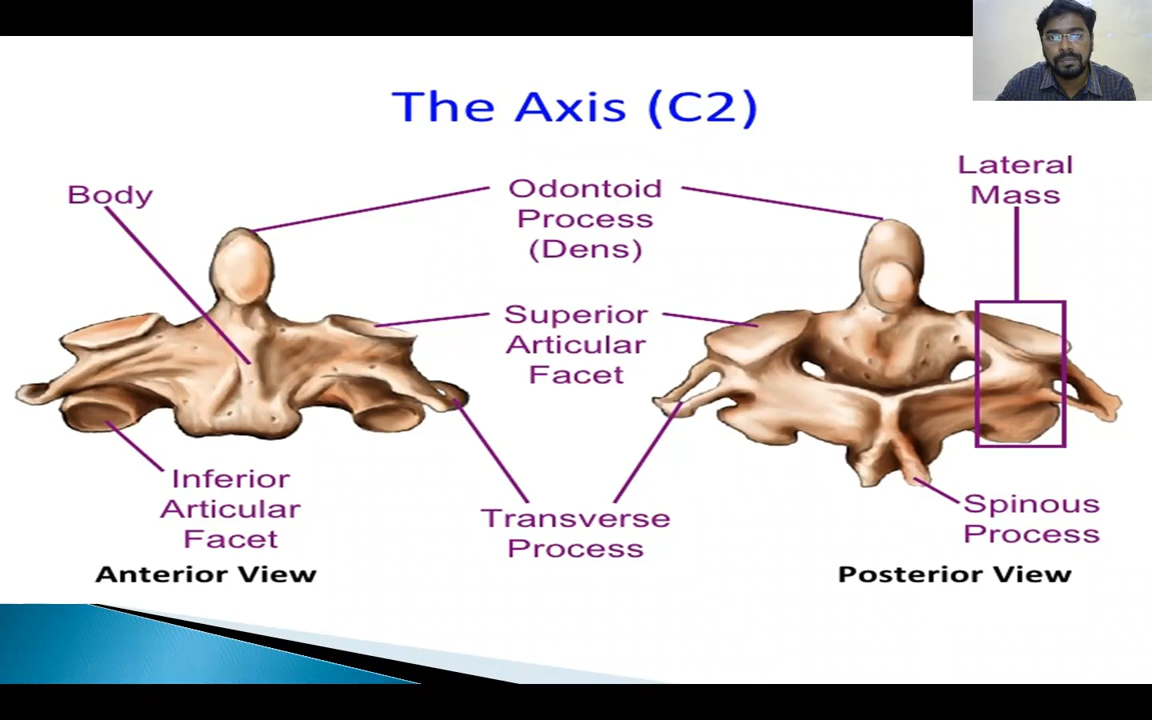 The Axis (C2)
Body
Odontoid
Process
(Dens)
Lateral
Mass
Superior
Articular
Facet
Inferior
Articular
Facet
Transverse
Process
Spinous
Process
Anterior View
Posterior View